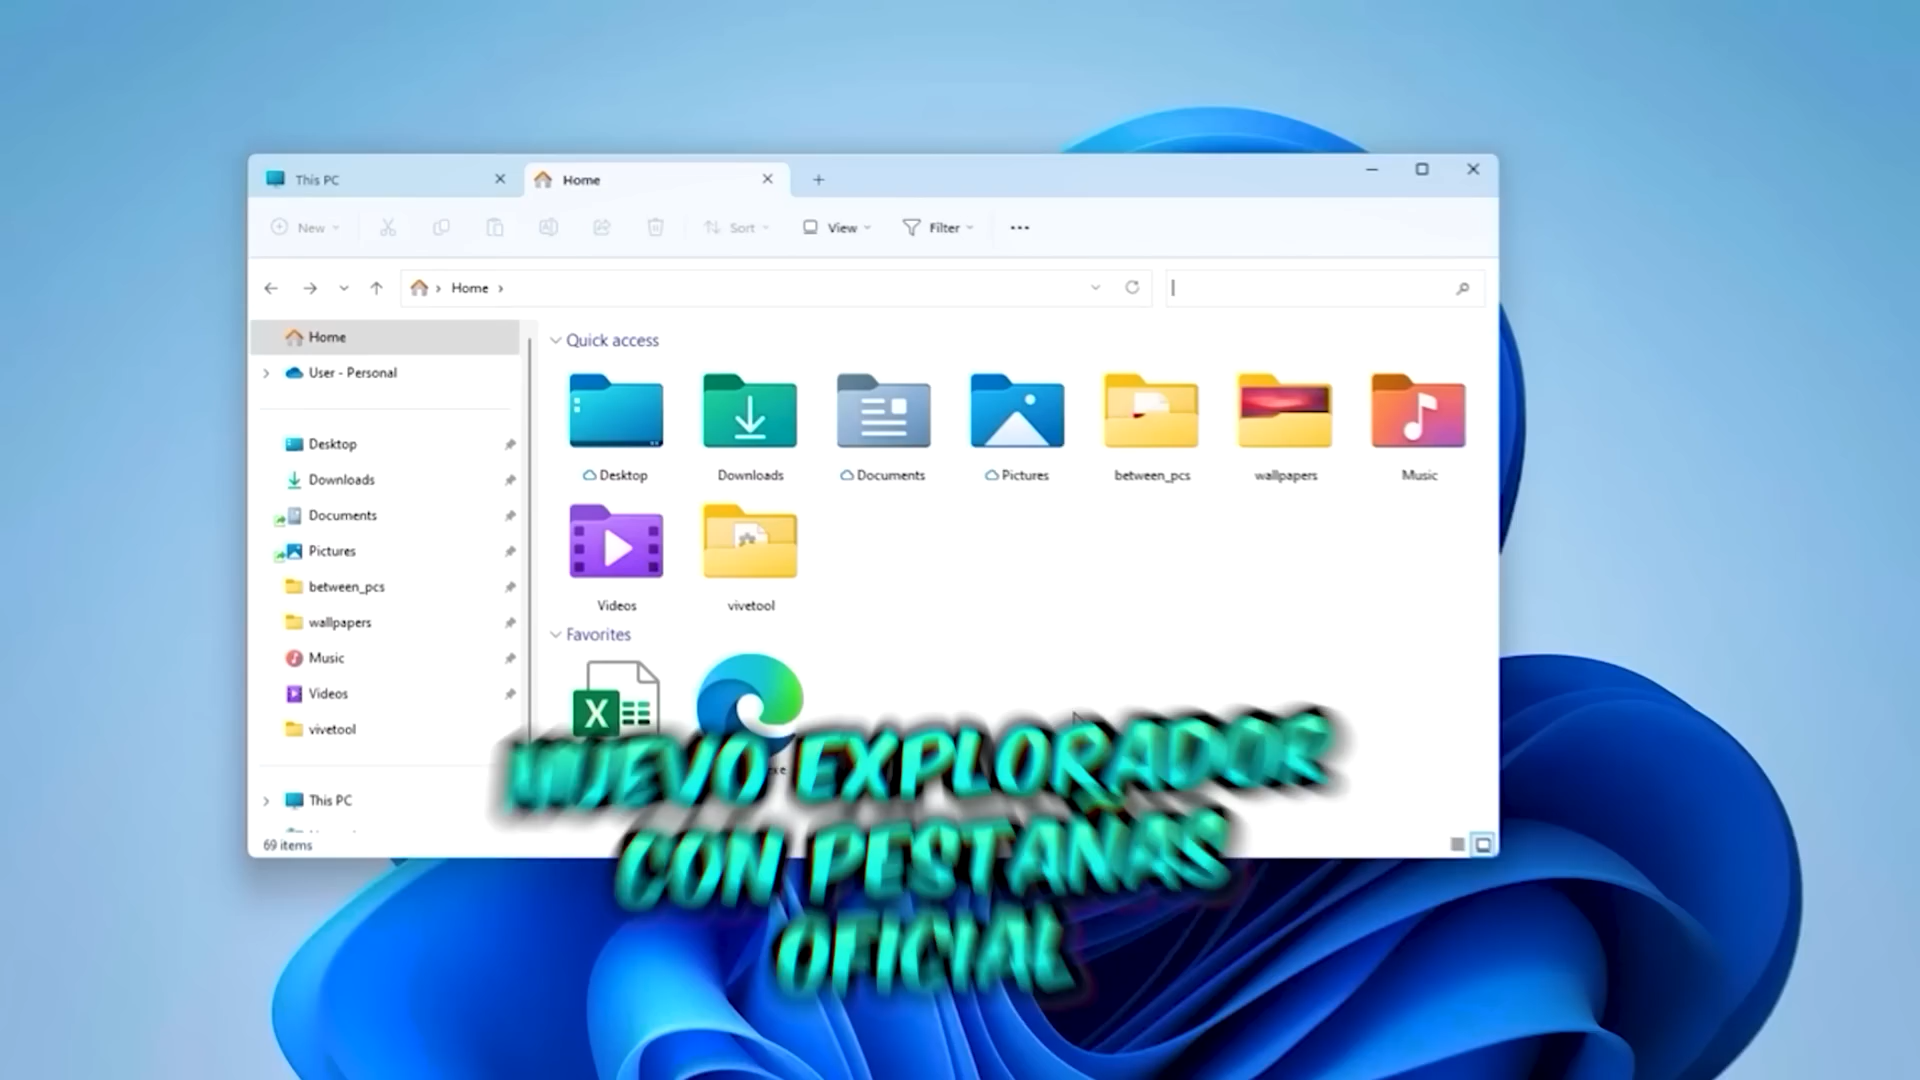 This PC
Home
New
Sort
View
Filter
Home
Home
User - Personal
Desktop
Downloads
Documents
Pictures
between_pcs
wallpapers
Music
Videos
vivetool
This PC
69 items
Quick access
Desktop
Downloads
Documents
Pictures
between_pcs
wallpapers
Music
Videos
vivetool
Favorites
NUEVO EXPLORADOR
CON PESTAÑAS
OFICIAL